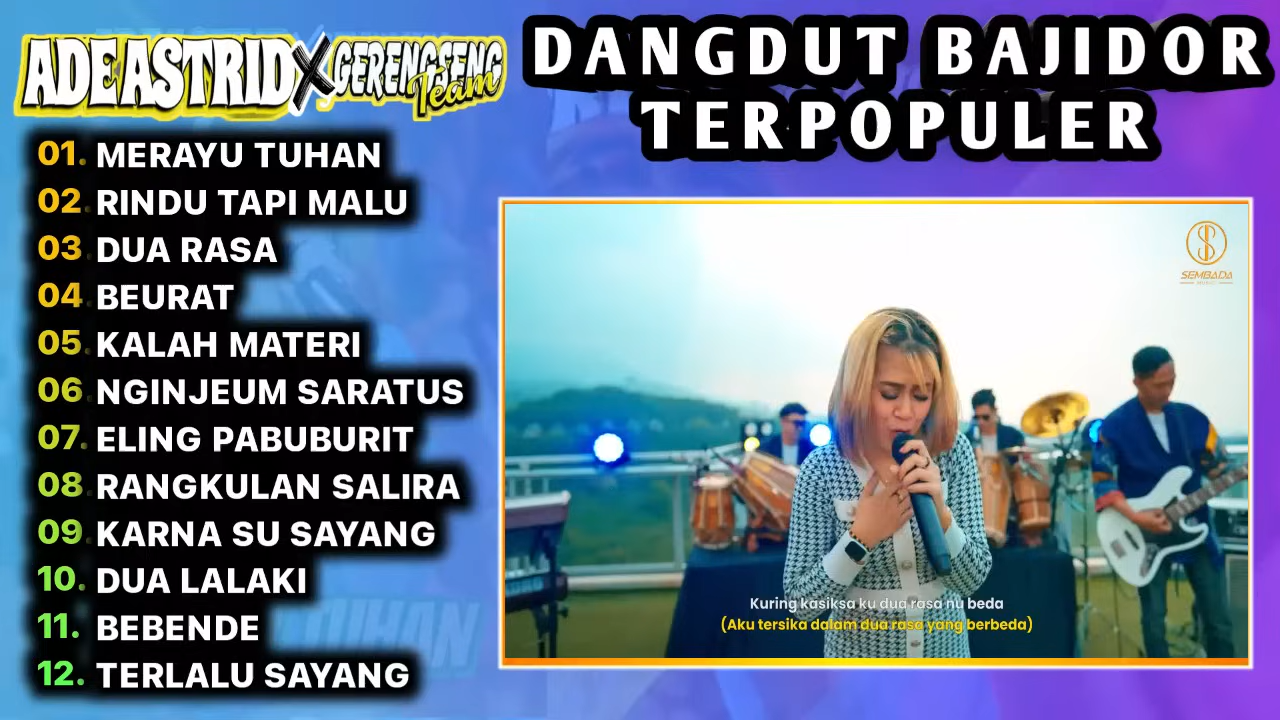 ADE ASTRID X GERENGSENG Team
DANGDUT BAJIDOR
TERPOPULER
01. MERAYU TUHAN
02. RINDU TAPI MALU
03. DUA RASA
04. BEURAT
05. KALAH MATERI
06. NGINJEUM SARATUS
07. ELING PABUBURIT
08. RANGKULAN SALIRA
09. KARNA SU SAYANG
10. DUA LALAKI
11. BEBENDE
12. TERLALU SAYANG
SEMBADA
Kuring kasiksa ku dua rasa nu beda
(Aku tersika dalam dua rasa yang berbeda)